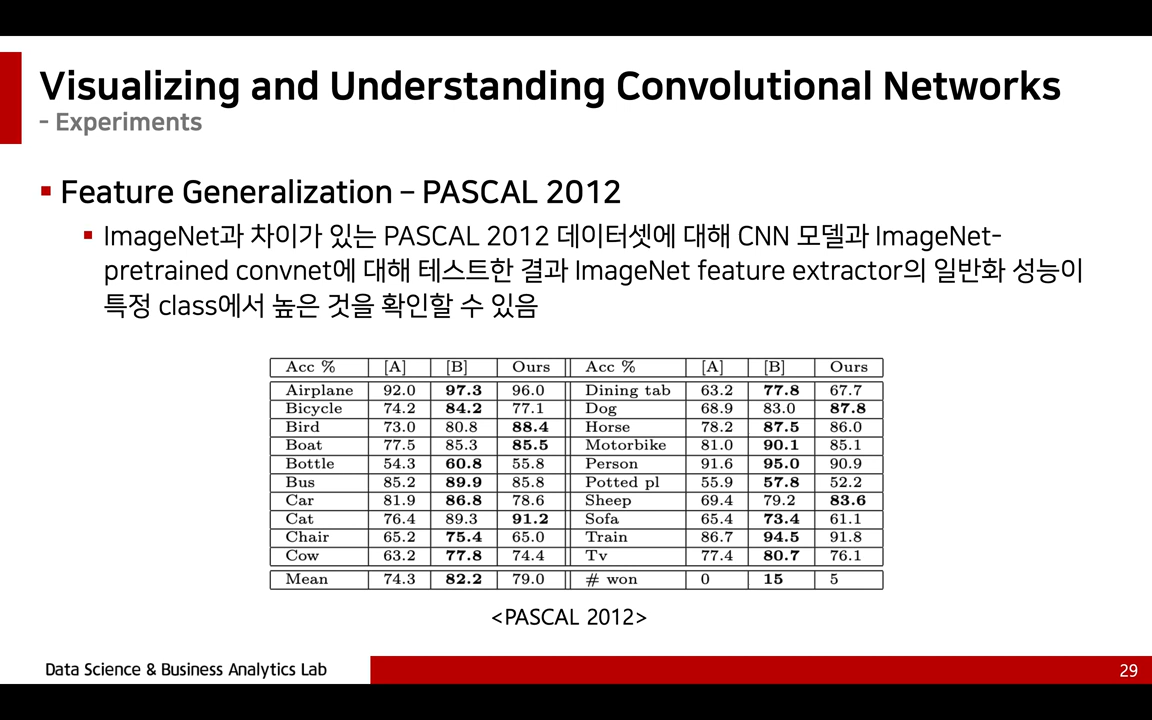 Visualizing and Understanding Convolutional Networks
- Experiments
▪ Feature Generalization – PASCAL 2012
▪ ImageNet과 차이가 있는 PASCAL 2012 데이터셋에 대해 CNN 모델과 ImageNet-
pretrained convnet에 대해 테스트한 결과 ImageNet feature extractor의 일반화 성능이
특정 class에서 높은 것을 확인할 수 있음
Acc % [A] [B] Ours Acc % [A] [B] Ours
Airplane 92.0 97.3 96.0 Dining tab 63.2 77.8 67.7
Bicycle 74.2 84.2 77.1 Dog 68.9 83.0 87.8
Bird 73.0 80.8 88.4 Horse 78.2 87.5 86.0
Boat 77.5 85.3 85.5 Motorbike 81.0 90.1 85.1
Bottle 54.3 60.8 55.8 Person 91.6 95.0 90.9
Bus 85.2 89.9 85.8 Potted pl 55.9 57.8 52.2
Car 81.9 86.8 78.6 Sheep 69.4 79.2 83.6
Cat 76.4 89.3 91.2 Sofa 65.4 73.4 61.1
Chair 65.2 75.4 65.0 Train 86.7 94.5 91.8
Cow 63.2 77.8 74.4 Tv 77.4 80.7 76.1
Mean 74.3 82.2 79.0 # won 0 15 5
<PASCAL 2012>
Data Science & Business Analytics Lab
29